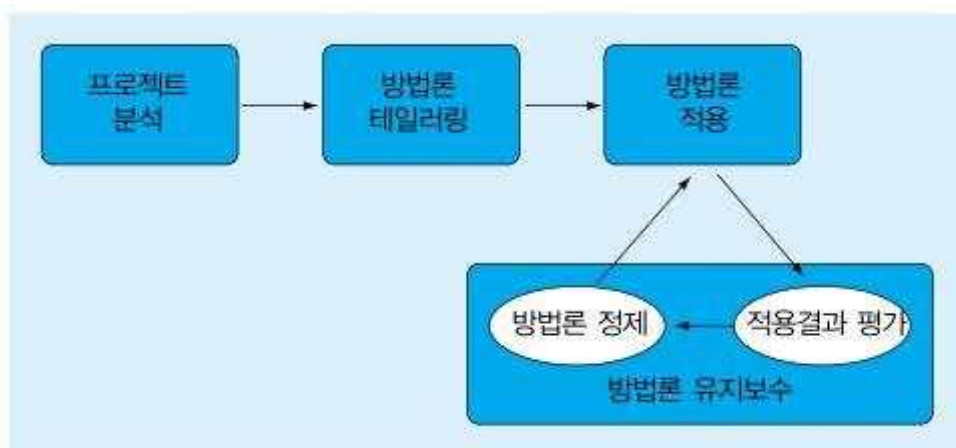 프로젝트
분석
방법론
테일러링
방법론
적용
방법론 정제
적용결과 평가
방법론 유지보수